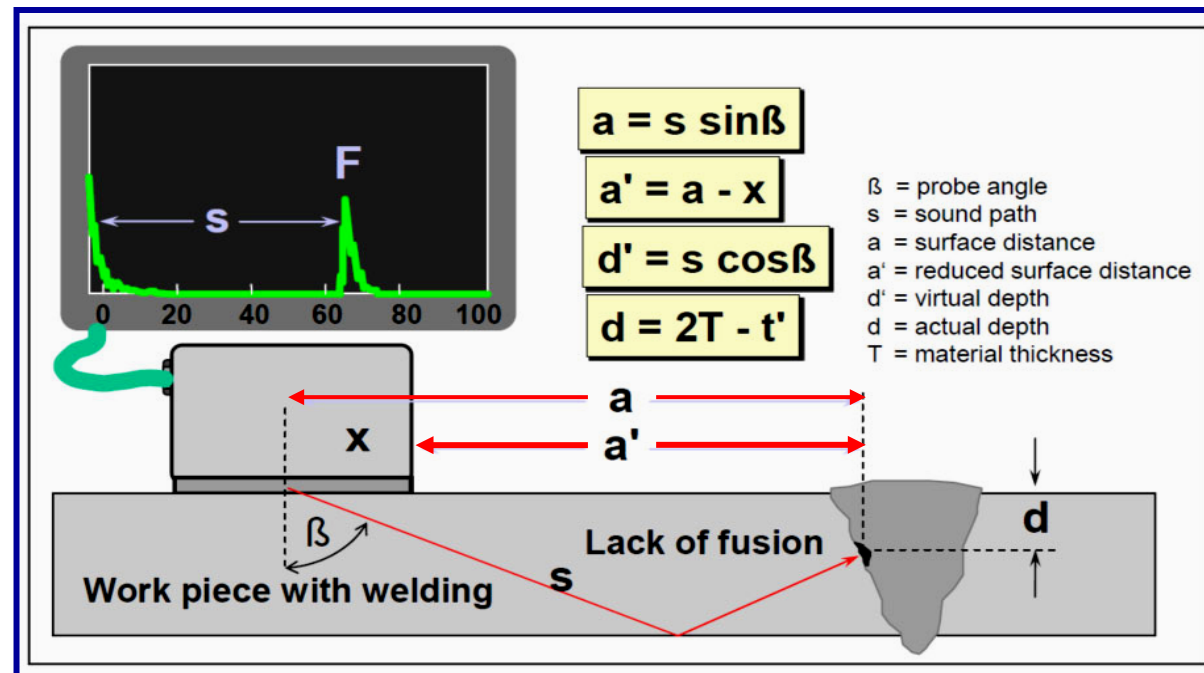 F
s
0 20 40 60 80 100
a = s sinß
a' = a - x
d' = s cosß
d = 2T - t'
ß = probe angle
s = sound path
a = surface distance
a‘ = reduced surface distance
d‘ = virtual depth
d = actual depth
T = material thickness
a
x
a'
ß
Lack of fusion
d
s
Work piece with welding